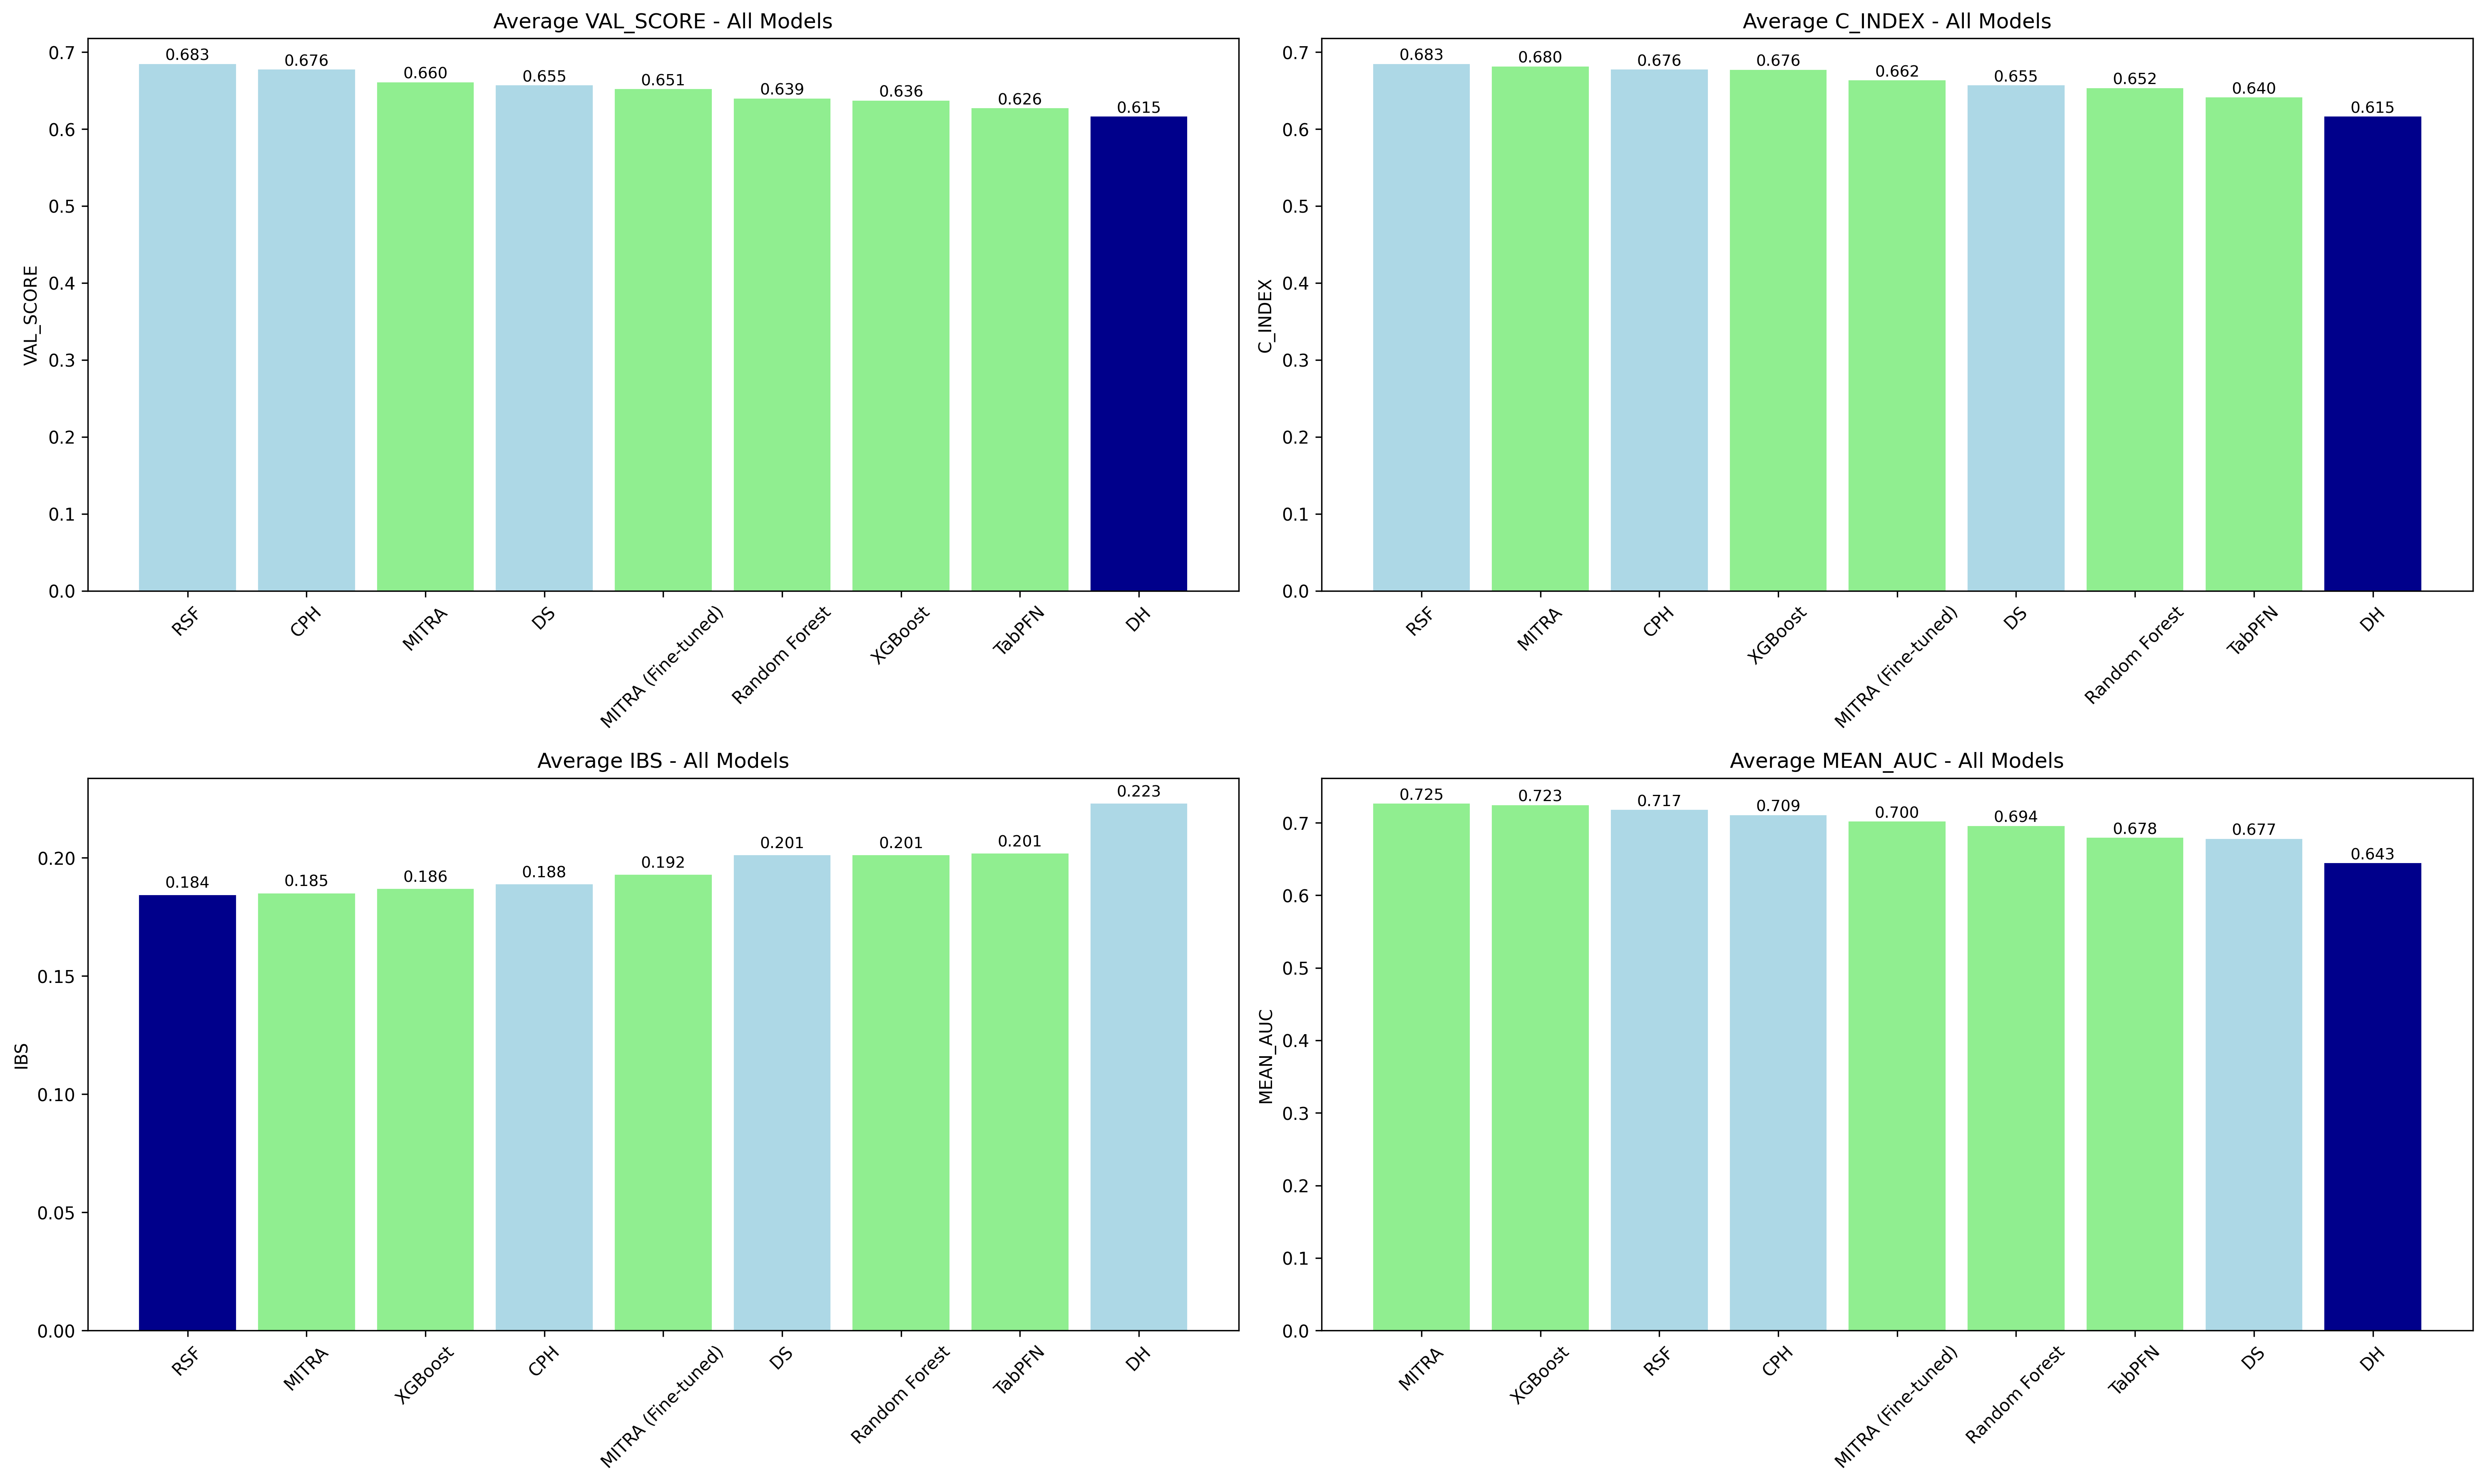 Average VAL_SCORE - All Models
VAL_SCORE
0.7
0.6
0.5
0.4
0.3
0.2
0.1
0.0
0.683
0.676
0.660
0.655
0.651
0.639
0.636
0.626
0.615
RSF
CPH
MITRA
DS
MITRA (Fine-tuned)
Random Forest
XGBoost
TabPFN
DH
Average C_INDEX - All Models
C_INDEX
0.7
0.6
0.5
0.4
0.3
0.2
0.1
0.0
0.683
0.680
0.676
0.676
0.662
0.655
0.652
0.640
0.615
RSF
MITRA
CPH
XGBoost
MITRA (Fine-tuned)
DS
Random Forest
TabPFN
DH
Average IBS - All Models
IBS
0.20
0.15
0.10
0.05
0.00
0.184
0.185
0.186
0.188
0.192
0.201
0.201
0.201
0.223
RSF
MITRA
XGBoost
CPH
MITRA (Fine-tuned)
DS
Random Forest
TabPFN
DH
Average MEAN_AUC - All Models
MEAN_AUC
0.7
0.6
0.5
0.4
0.3
0.2
0.1
0.0
0.725
0.723
0.717
0.709
0.700
0.694
0.678
0.677
0.643
MITRA
XGBoost
RSF
CPH
MITRA (Fine-tuned)
Random Forest
TabPFN
DS
DH